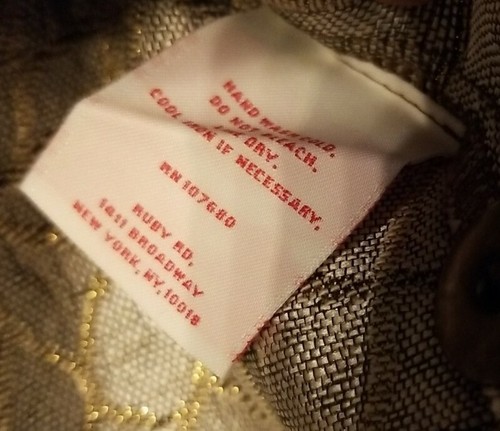 HAND WASH COLD.
DO NOT BLEACH.
DRY.
COOL IRON IF NECESSARY.
RN 107680
RUBY RD.
1411 BROADWAY
NEW YORK, NY, 10018